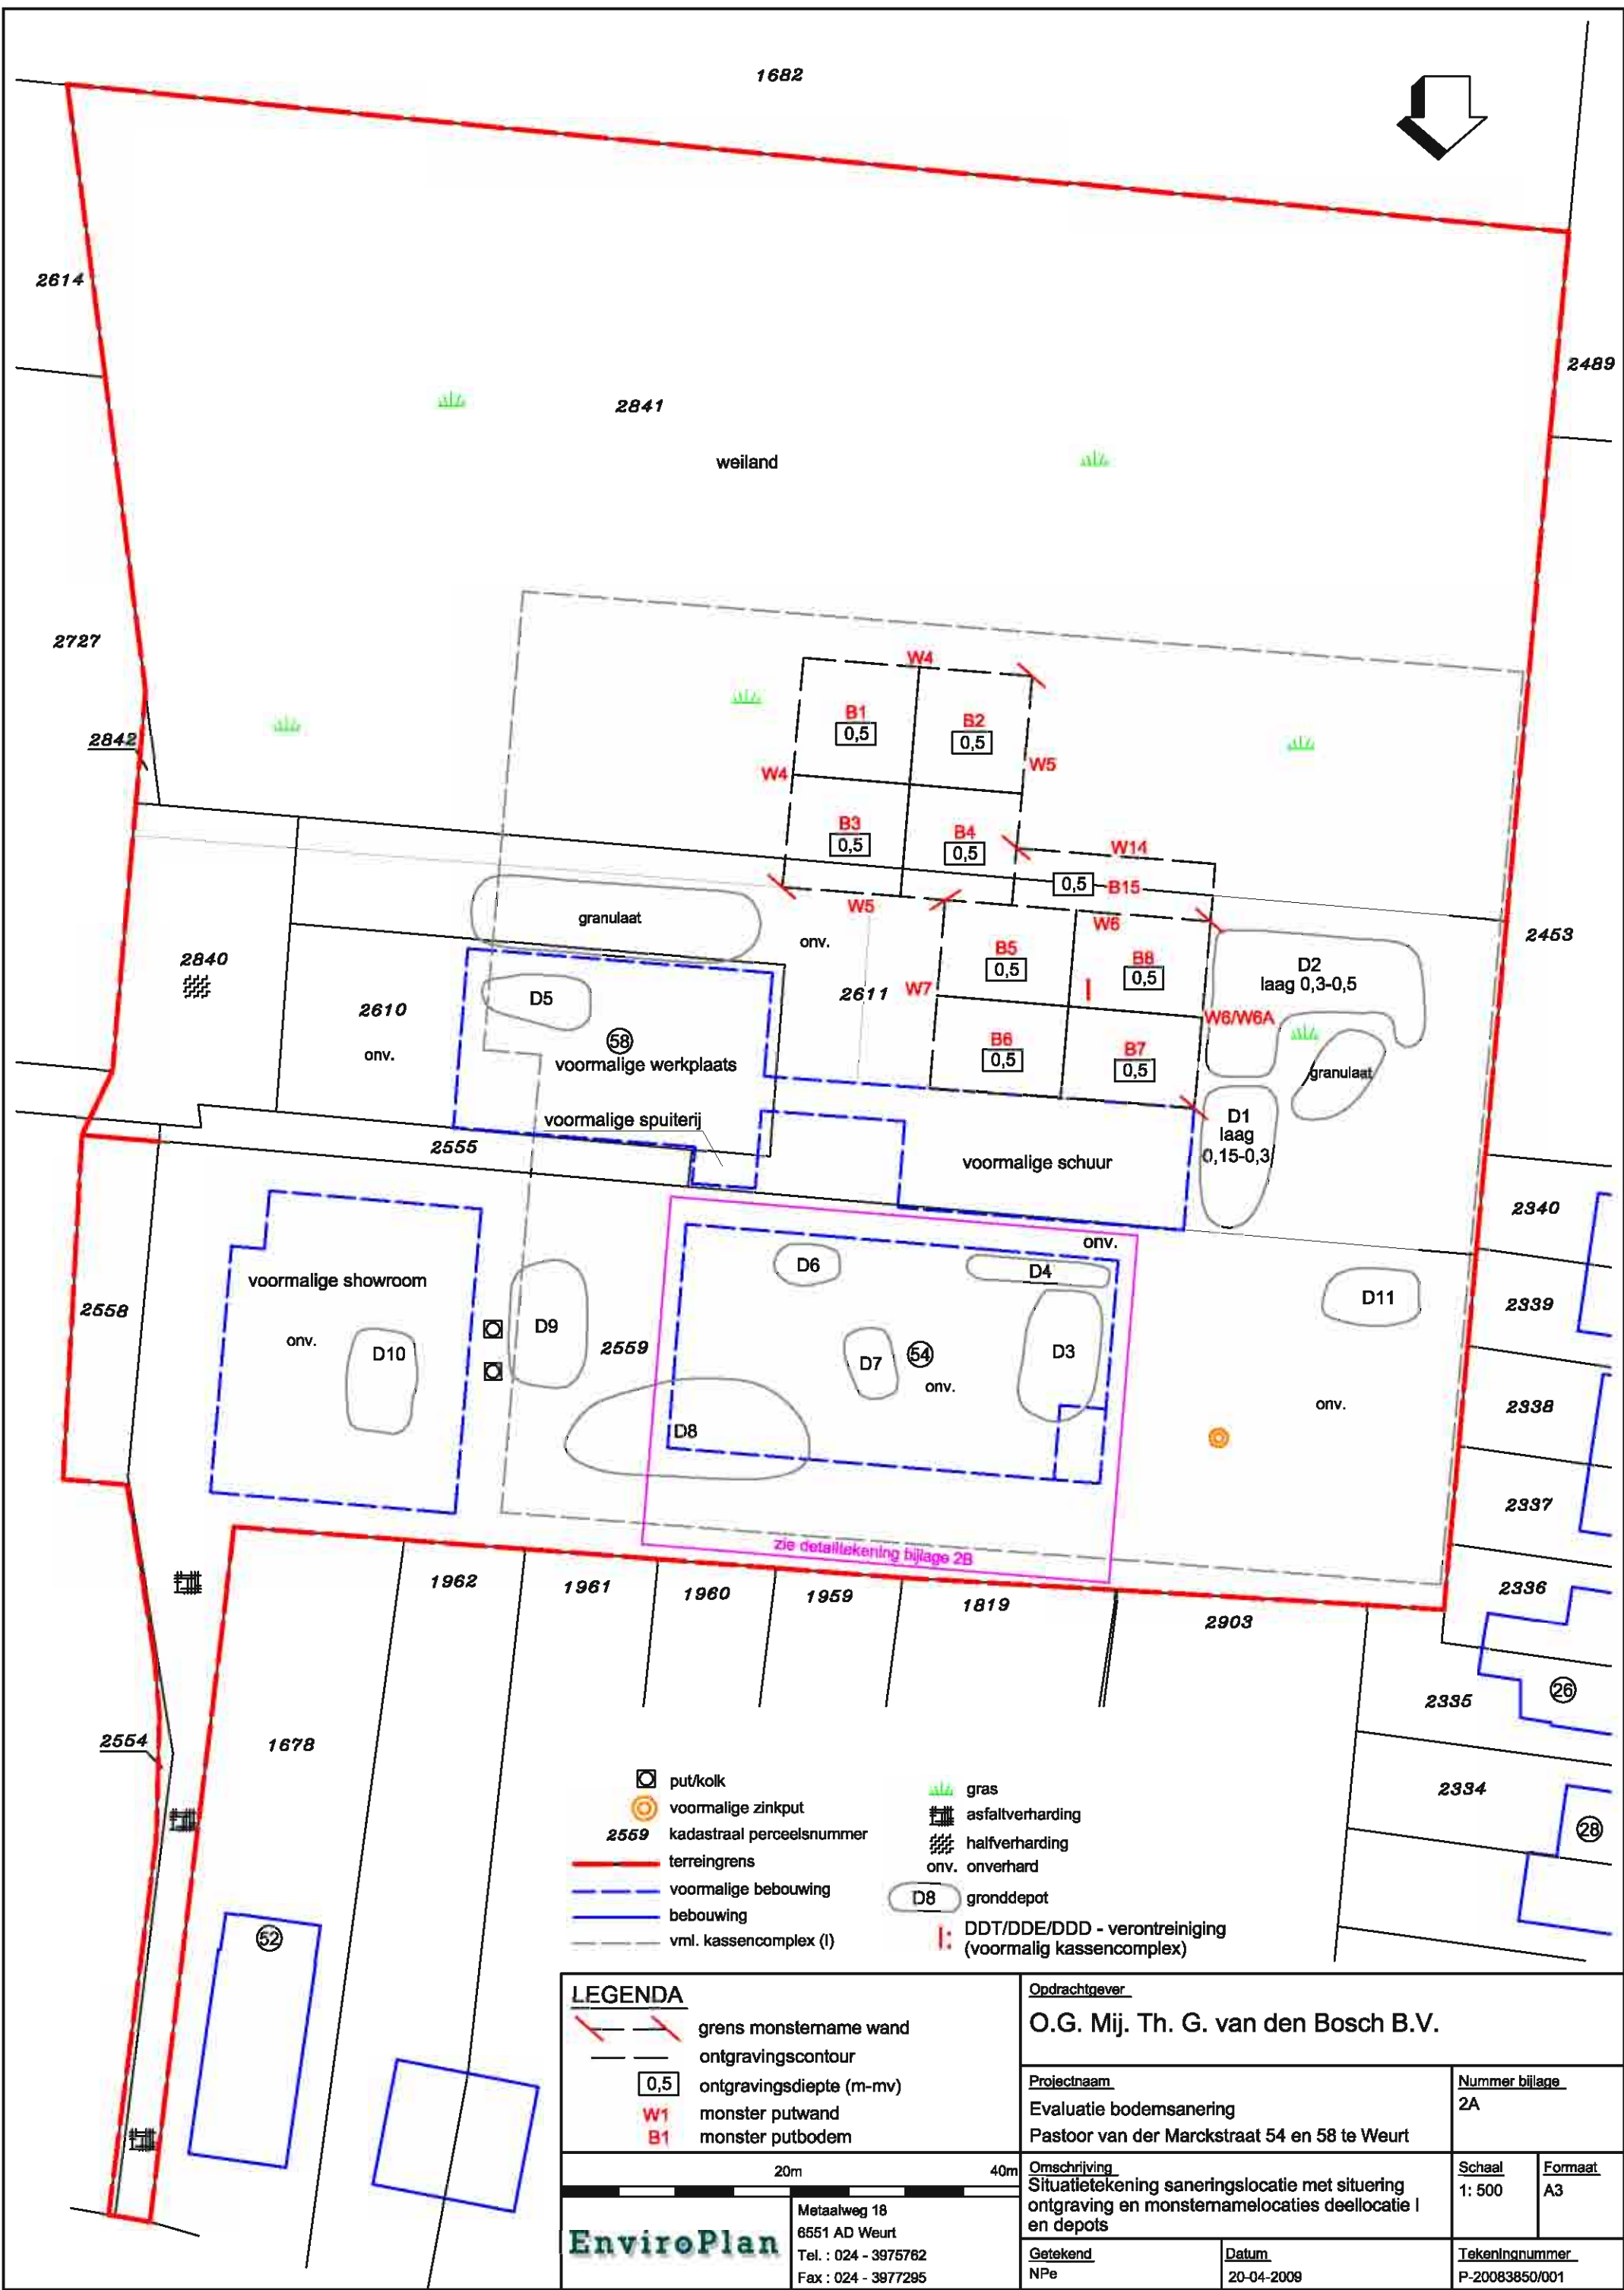 1682
2614
2489
2841
weiland
2727
W4
B1
0,5
B2
0,5
2842
W4
W5
B3
0,5
B4
0,5
W14
0,5
B15
W5
W6
granulaat
onv.
2453
2840
B5
0,5
B8
0,5
D2
laag 0,3-0,5
D5
2611
W7
2610
W6/W6A
58
onv.
voormalige werkplaats
B6
0,5
B7
0,5
granulaat
voormalige spuiterij
D1
laag
0,15-0,3
2555
voormalige schuur
2340
onv.
D6
D4
voormalige showroom
D11
2558
2339
D9
onv.
2559
D10
D7
54
D3
onv.
onv.
2338
D8
2337
zie detailtekening bijlage 2B
1962
1961
1960
1959
1819
2903
2336
2335
26
2554
1678
2334
28
52
put/kolk
voormalige zinkput
2559 kadastraal perceelsnummer
terreingrens
voormalige bebouwing
bebouwing
vml. kassencomplex (I)
gras
asfaltverharding
halfverharding
onv. onverhard
D8 gronddepot
I: DDT/DDE/DDD - verontreiniging
(voormalig kassencomplex)
LEGENDA
grens monstername wand
ontgravingscontour
0,5 ontgravingsdiepte (m-mv)
W1 monster putwand
B1 monster putbodem
20m 40m
EnviroPlan
Metaalweg 18
6551 AD Weurt
Tel. : 024 - 3975762
Fax : 024 - 3977295
Opdrachtgever
O.G. Mij. Th. G. van den Bosch B.V.
Projectnaam
Evaluatie bodemsanering
Pastoor van der Marckstraat 54 en 58 te Weurt
Nummer bijlage
2A
Omschrijving
Situatietekening saneringslocatie met situering
ontgraving en monsternamelocaties deellocatie I
en depots
Schaal
1: 500
Formaat
A3
Getekend
NPe
Datum
20-04-2009
Tekeningnummer
P-20083850/001